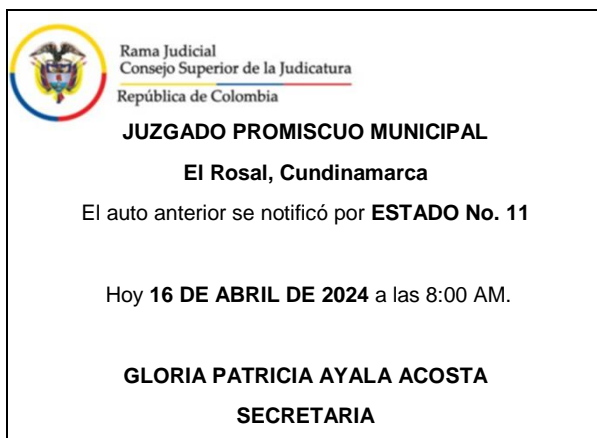 Rama Judicial
Consejo Superior de la Judicatura
República de Colombia
JUZGADO PROMISCUO MUNICIPAL
El Rosal, Cundinamarca
El auto anterior se notificó por ESTADO No. 11
Hoy 16 DE ABRIL DE 2024 a las 8:00 AM.
GLORIA PATRICIA AYALA ACOSTA
SECRETARIA